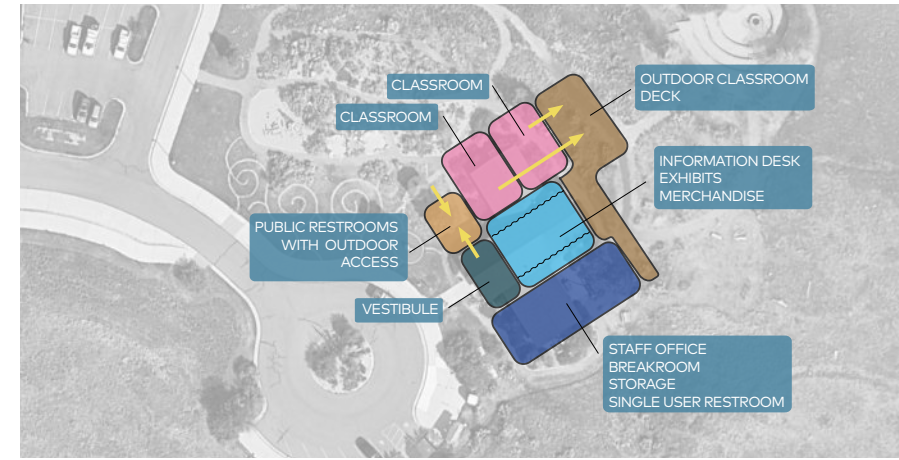 CLASSROOM
CLASSROOM
OUTDOOR CLASSROOM
DECK
INFORMATION DESK
EXHIBITS
MERCHANDISE
PUBLIC RESTROOMS
WITH OUTDOOR
ACCESS
VESTIBULE
STAFF OFFICE
BREAKROOM
STORAGE
SINGLE USER RESTROOM